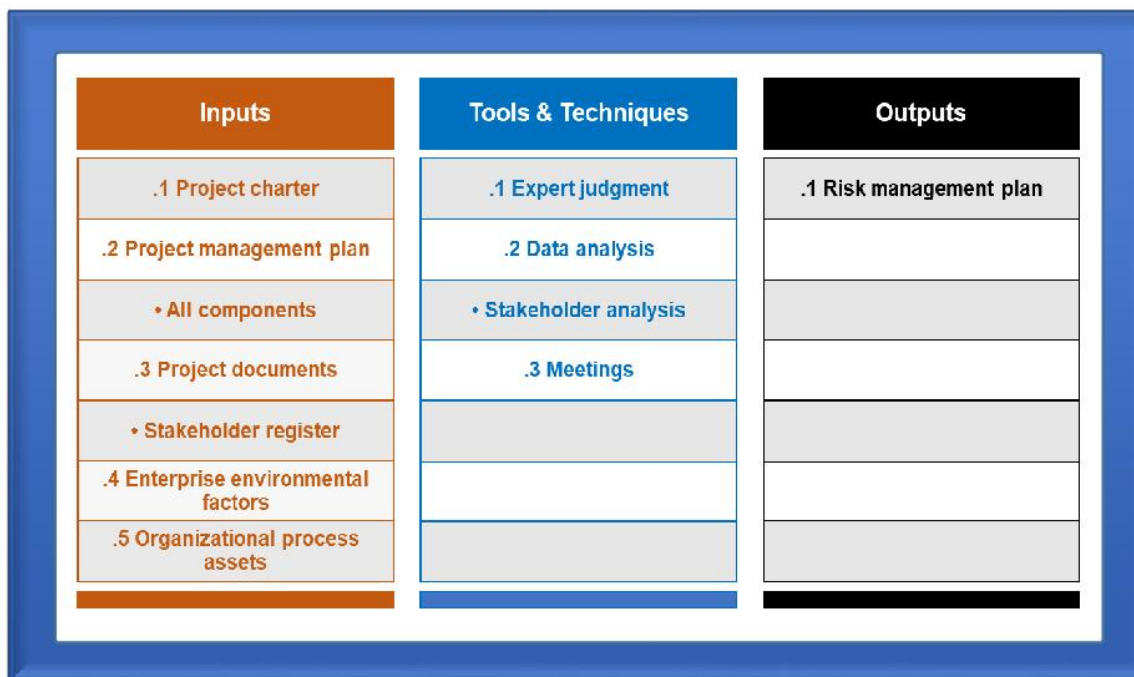 Inputs
.1 Project charter
.2 Project management plan
• All components
.3 Project documents
• Stakeholder register
.4 Enterprise environmental
factors
.5 Organizational process
assets
Tools & Techniques
.1 Expert judgment
.2 Data analysis
• Stakeholder analysis
.3 Meetings
Outputs
.1 Risk management plan